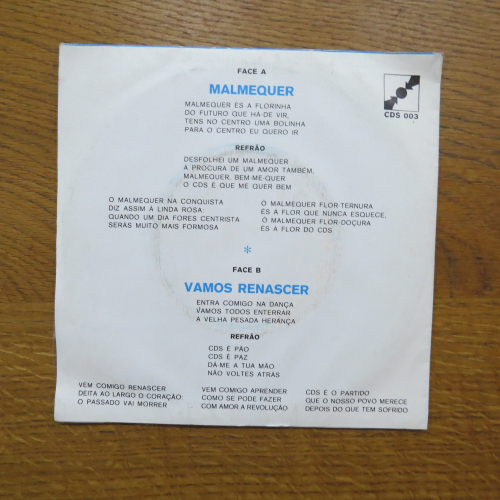 FACE A
MALMEQUER
CDS 003
MALMEQUER ÉS A FLORINHA
DO FUTURO QUE HÁ-DE VIR,
TENS NO CENTRO UMA BOLINHA
PARA O CENTRO EU QUERO IR
REFRÃO
DESFOLHEI UM MALMEQUER
À PROCURA DE UM AMOR TAMBÉM,
MALMEQUER, BEM-ME-QUER
O CDS É QUE ME QUER BEM
O MALMEQUER NA CONQUISTA
DIZ ASSIM À LINDA ROSA:
QUANDO UM DIA FORES CENTRISTA
SERÁS MUITO MAIS FORMOSA
O MALMEQUER FLOR-TERNURA
ÉS A FLOR QUE NUNCA ESQUECE,
Ó MALMEQUER FLOR-DOÇURA
ÉS A FLOR DO CDS
*
FACE B
VAMOS RENASCER
ENTRA COMIGO NA DANÇA
VAMOS TODOS ENTERRAR
A VELHA PESADA HERANÇA
REFRÃO
CDS É PÃO
CDS É PAZ
DÁ-ME A TUA MÃO
NÃO VOLTES ATRÁS
VEM COMIGO RENASCER
DEITA AO LARGO O CORAÇÃO:
O PASSADO VAI MORRER
VEM COMIGO APRENDER
COMO SE PODE FAZER
COM AMOR A REVOLUÇÃO
CDS É O PARTIDO
QUE O NOSSO POVO MERECE
DEPOIS DO QUE TEM SOFRIDO